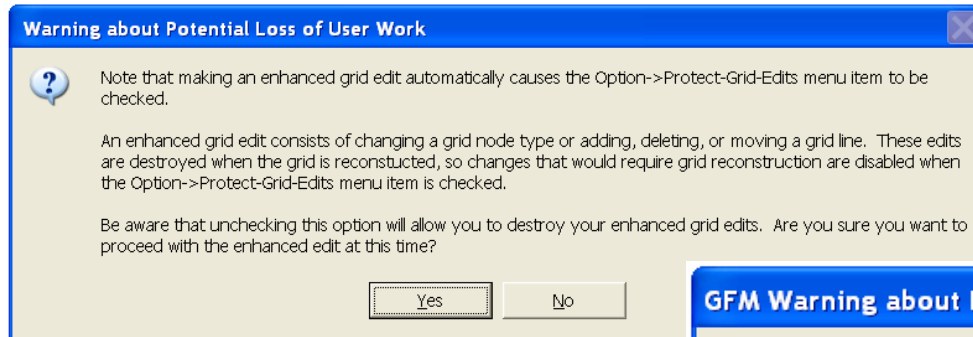 Warning about Potential Loss of User Work
Note that making an enhanced grid edit automatically causes the Option->Protect-Grid-Edits menu item to be
checked.
An enhanced grid edit consists of changing a grid node type or adding, deleting, or moving a grid line. These edits
are destroyed when the grid is reconstucted, so changes that would require grid reconstruction are disabled when
the Option->Protect-Grid-Edits menu item is checked.
Be aware that unchecking this option will allow you to destroy your enhanced grid edits. Are you sure you want to
proceed with the enhanced edit at this time?
Yes
No
GFM Warning about